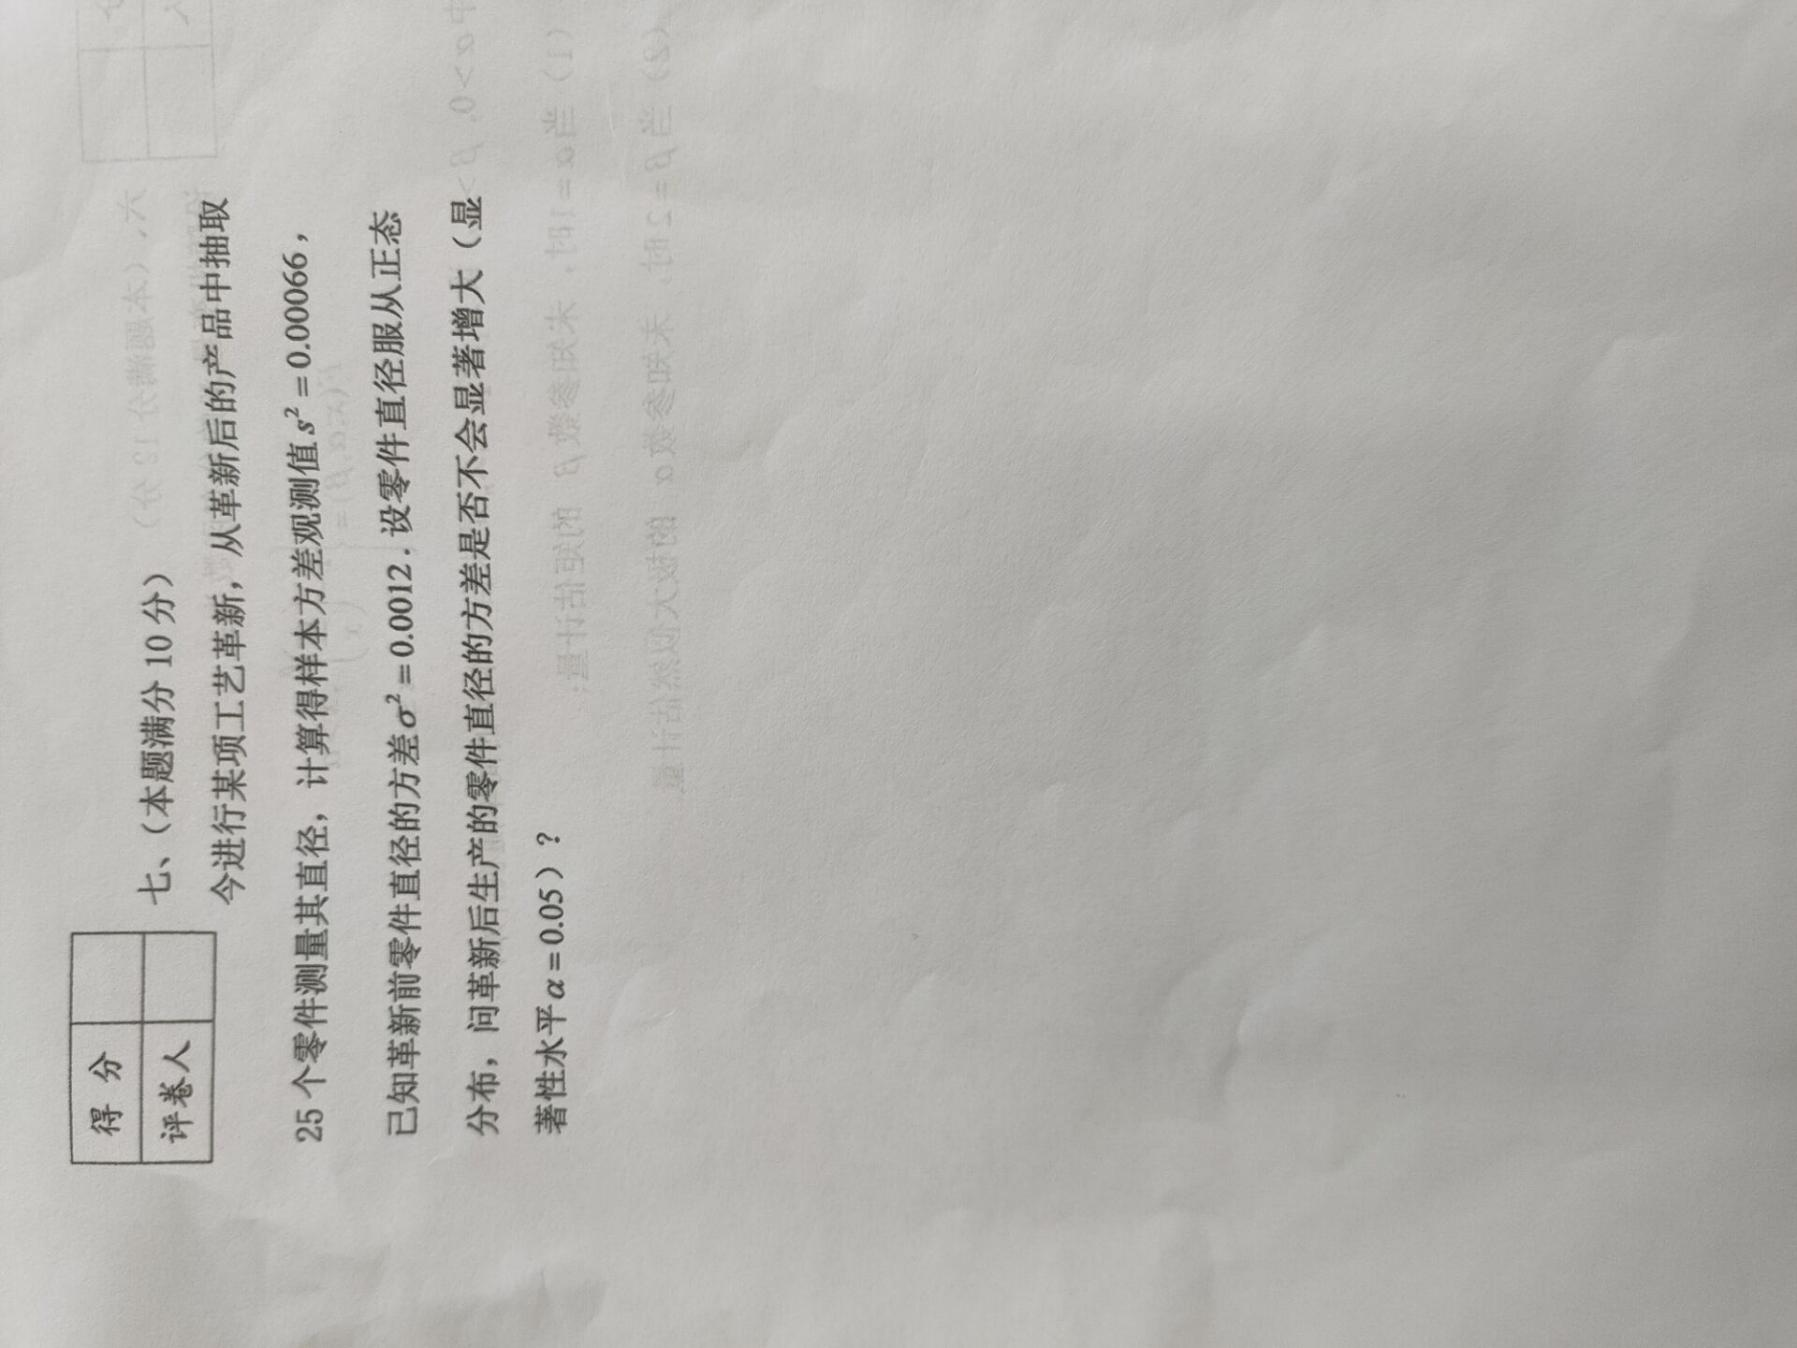 得 分
评卷人
七、（本题满分 10 分）
今进行某项工艺革新，从革新后的产品中抽取
25 个零件测量其直径，计算得样本方差观测值 s² = 0.00066，
已知革新前零件直径的方差 σ² = 0.0012．设零件直径服从正态
分布，问革新后生产的零件直径的方差是否不会显著增大（显
著性水平 α = 0.05）？